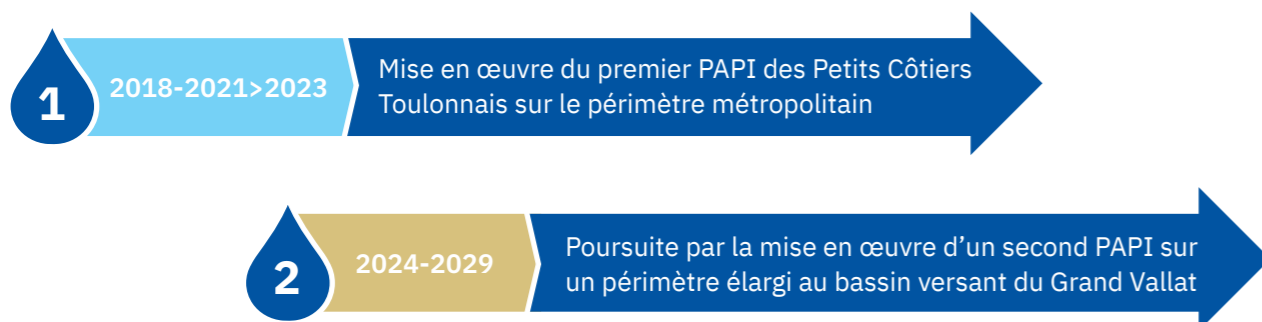 1
2018-2021>2023
Mise en œuvre du premier PAPI des Petits Côtiers
Toulonnais sur le périmètre métropolitain
2
2024-2029
Poursuite par la mise en œuvre d’un second PAPI sur
un périmètre élargi au bassin versant du Grand Vallat